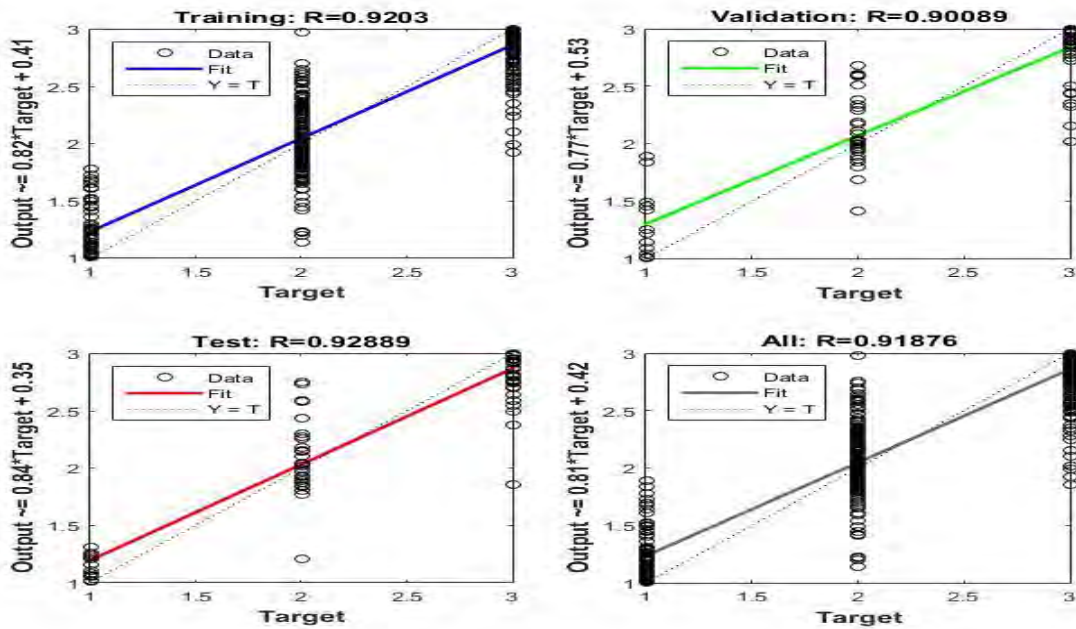 Training: R=0.9203
Output ~= 0.82*Target + 0.41
3
2.5
2
1.5
1
Data
Fit
Y = T
1
1.5
2
2.5
3
Target
Validation: R=0.90089
Output ~= 0.77*Target + 0.53
3
2.5
2
1.5
1
Data
Fit
Y = T
1
1.5
2
2.5
3
Target
Test: R=0.92889
Output ~= 0.84*Target + 0.35
3
2.5
2
1.5
1
Data
Fit
Y = T
1
1.5
2
2.5
3
Target
All: R=0.91876
Output ~= 0.81*Target + 0.42
3
2.5
2
1.5
1
Data
Fit
Y = T
1
1.5
2
2.5
3
Target